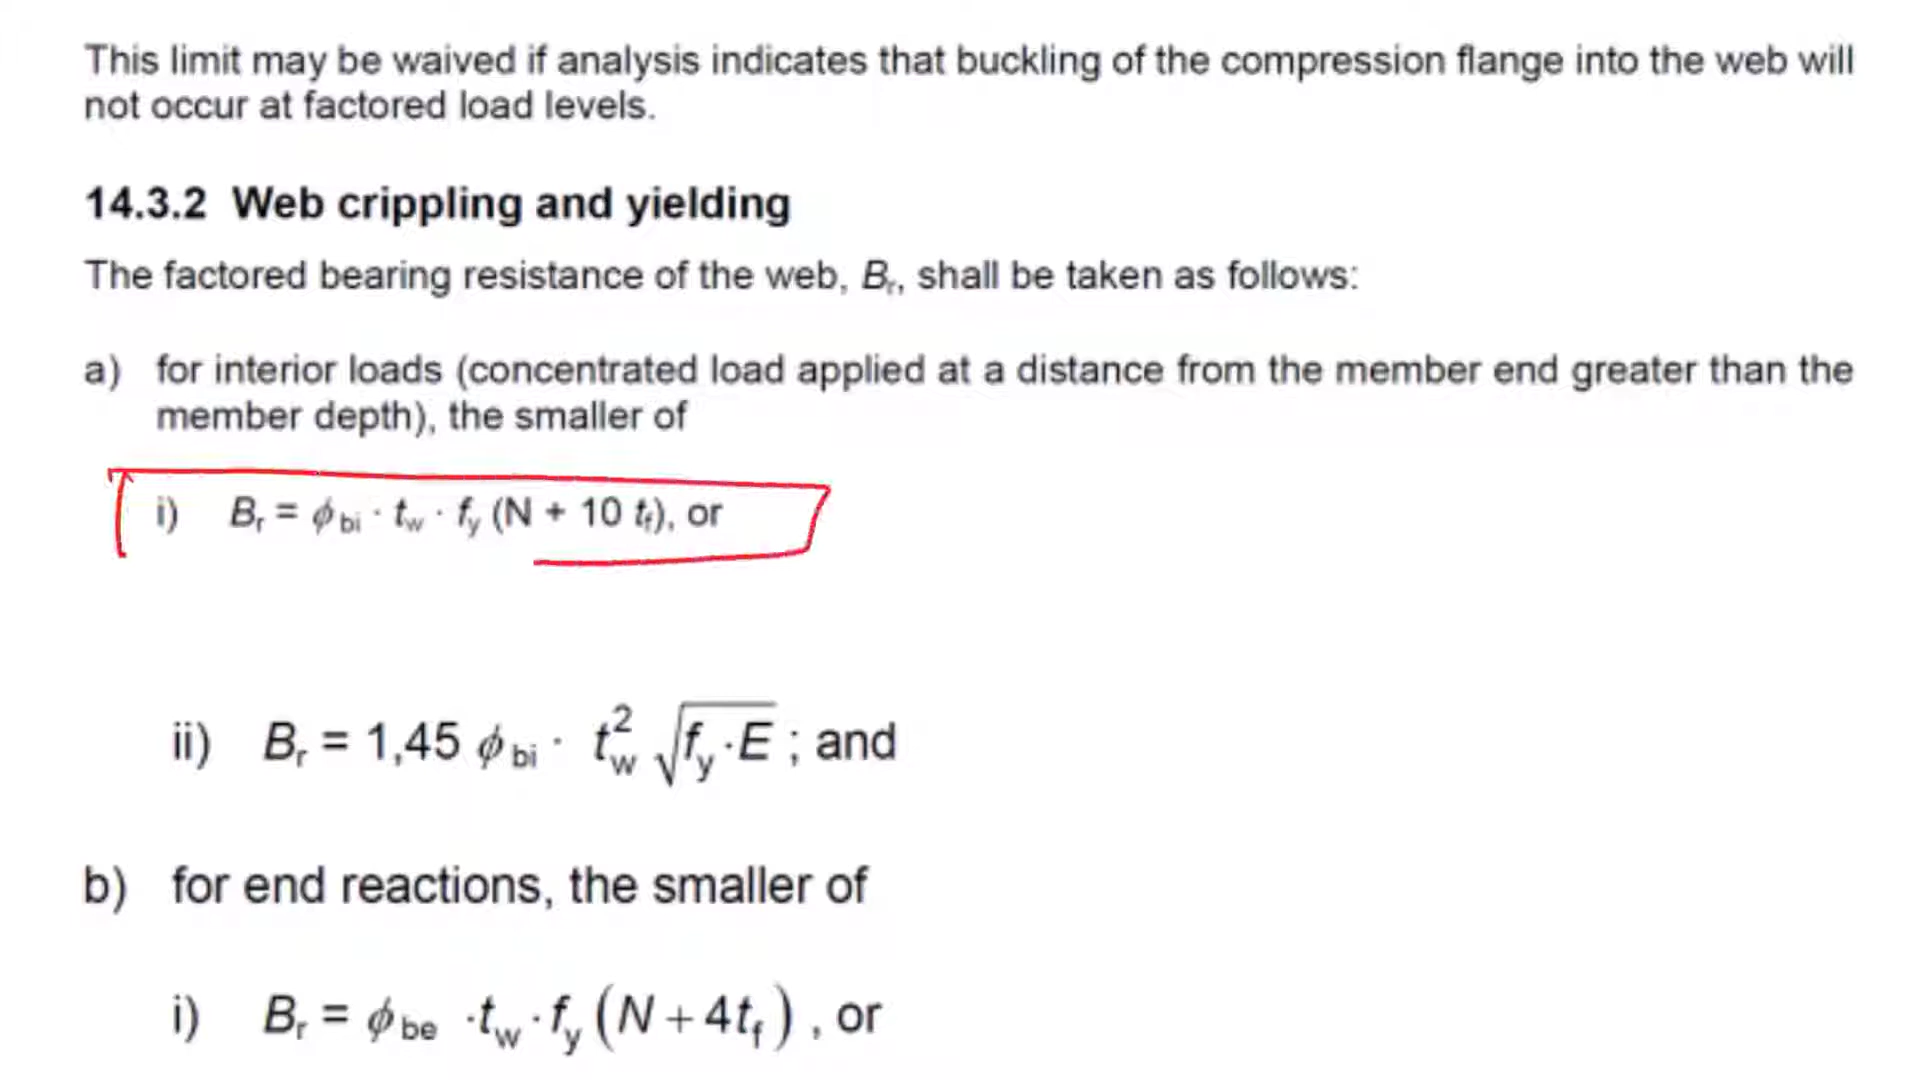 This limit may be waived if analysis indicates that buckling of the compression flange into the web will
not occur at factored load levels.
14.3.2 Web crippling and yielding
The factored bearing resistance of the web, Br, shall be taken as follows:
a) for interior loads (concentrated load applied at a distance from the member end greater than the
member depth), the smaller of
i) Br = ϕbi · tw · fy (N + 10 tf), or
ii) Br = 1,45 ϕbi · tw² √(fy · E) ; and
b) for end reactions, the smaller of
i) Br = ϕbe · tw · fy (N + 4tf) , or